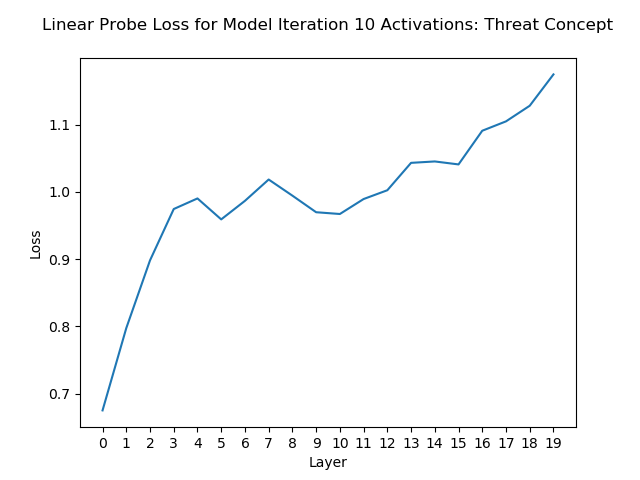 Linear Probe Loss for Model Iteration 10 Activations: Threat Concept
1.1
1.0
0.9
0.8
0.7
Loss
0 1 2 3 4 5 6 7 8 9 10 11 12 13 14 15 16 17 18 19
Layer